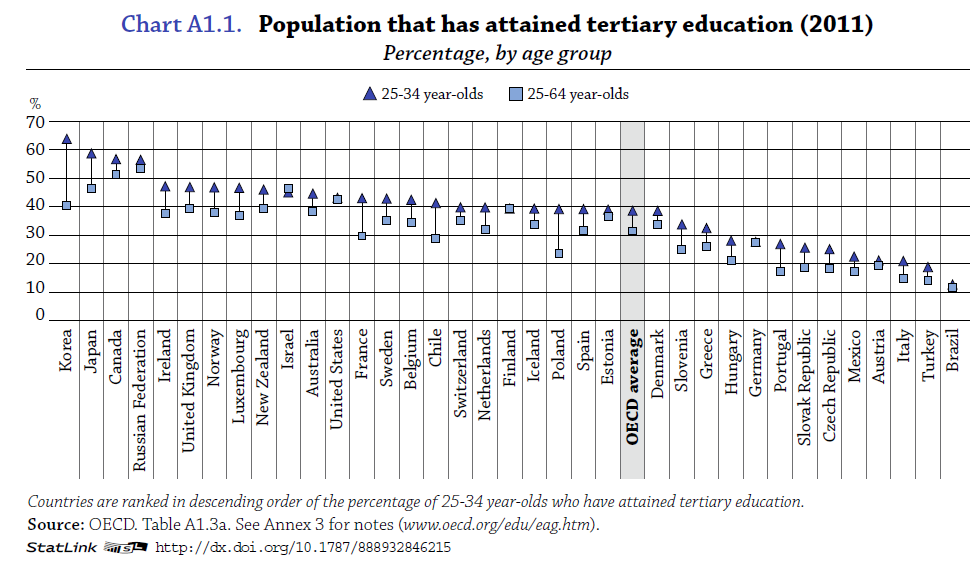 Chart A1.1. Population that has attained tertiary education (2011)
Percentage, by age group
25-34 year-olds 25-64 year-olds
%
70
60
50
40
30
20
10
0
Korea
Japan
Canada
Russian Federation
Ireland
United Kingdom
Norway
Luxembourg
New Zealand
Israel
Australia
United States
France
Sweden
Belgium
Chile
Switzerland
Netherlands
Finland
Iceland
Poland
Spain
Estonia
OECD average
Denmark
Slovenia
Greece
Hungary
Germany
Portugal
Slovak Republic
Czech Republic
Mexico
Austria
Italy
Turkey
Brazil
Countries are ranked in descending order of the percentage of 25-34 year-olds who have attained tertiary education.
Source: OECD. Table A1.3a. See Annex 3 for notes (www.oecd.org/edu/eag.htm).
StatLink http://dx.doi.org/10.1787/888932846215